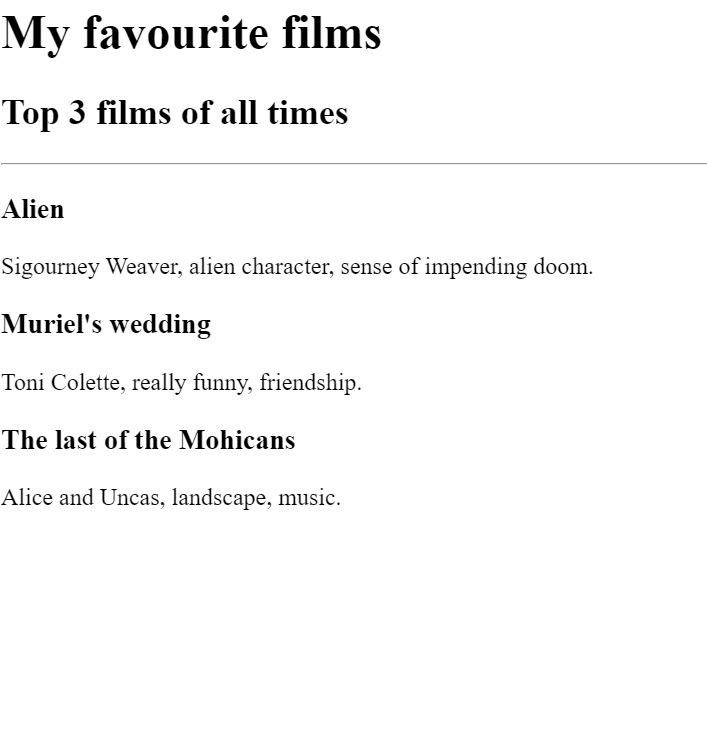 My favourite films
Top 3 films of all times
Alien
Sigourney Weaver, alien character, sense of impending doom.
Muriel's wedding
Toni Colette, really funny, friendship.
The last of the Mohicans
Alice and Uncas, landscape, music.